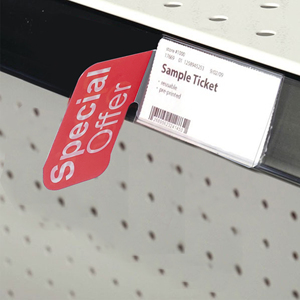 Special
Offer
Sample Ticket
- reusable
- pre-printed